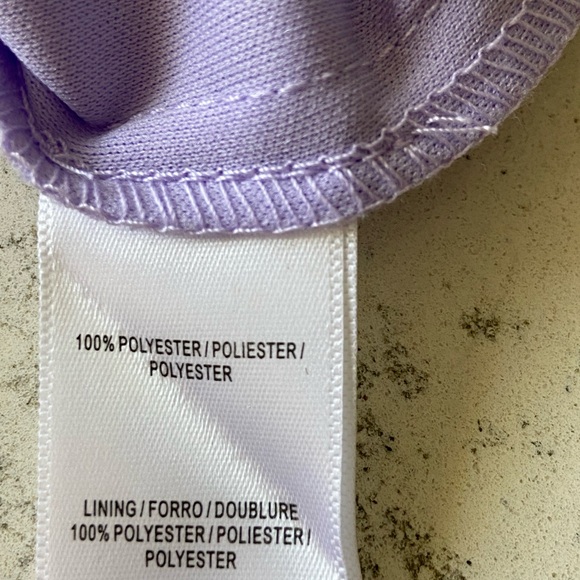 100% POLYESTER / POLIESTER /
POLYESTER
LINING / FORRO / DOUBLURE
100% POLYESTER / POLIESTER /
POLYESTER